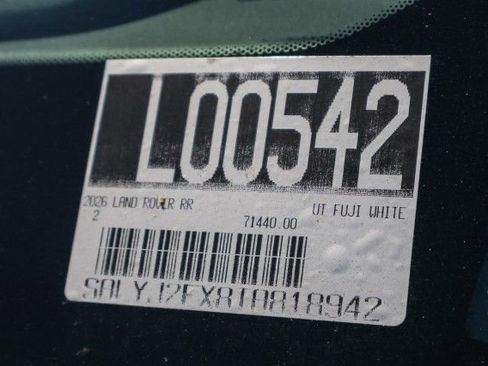 L00542
2026 LAND ROVER RR UT FUJI WHITE
2 71440.00
SALYJ2FX8TA818942